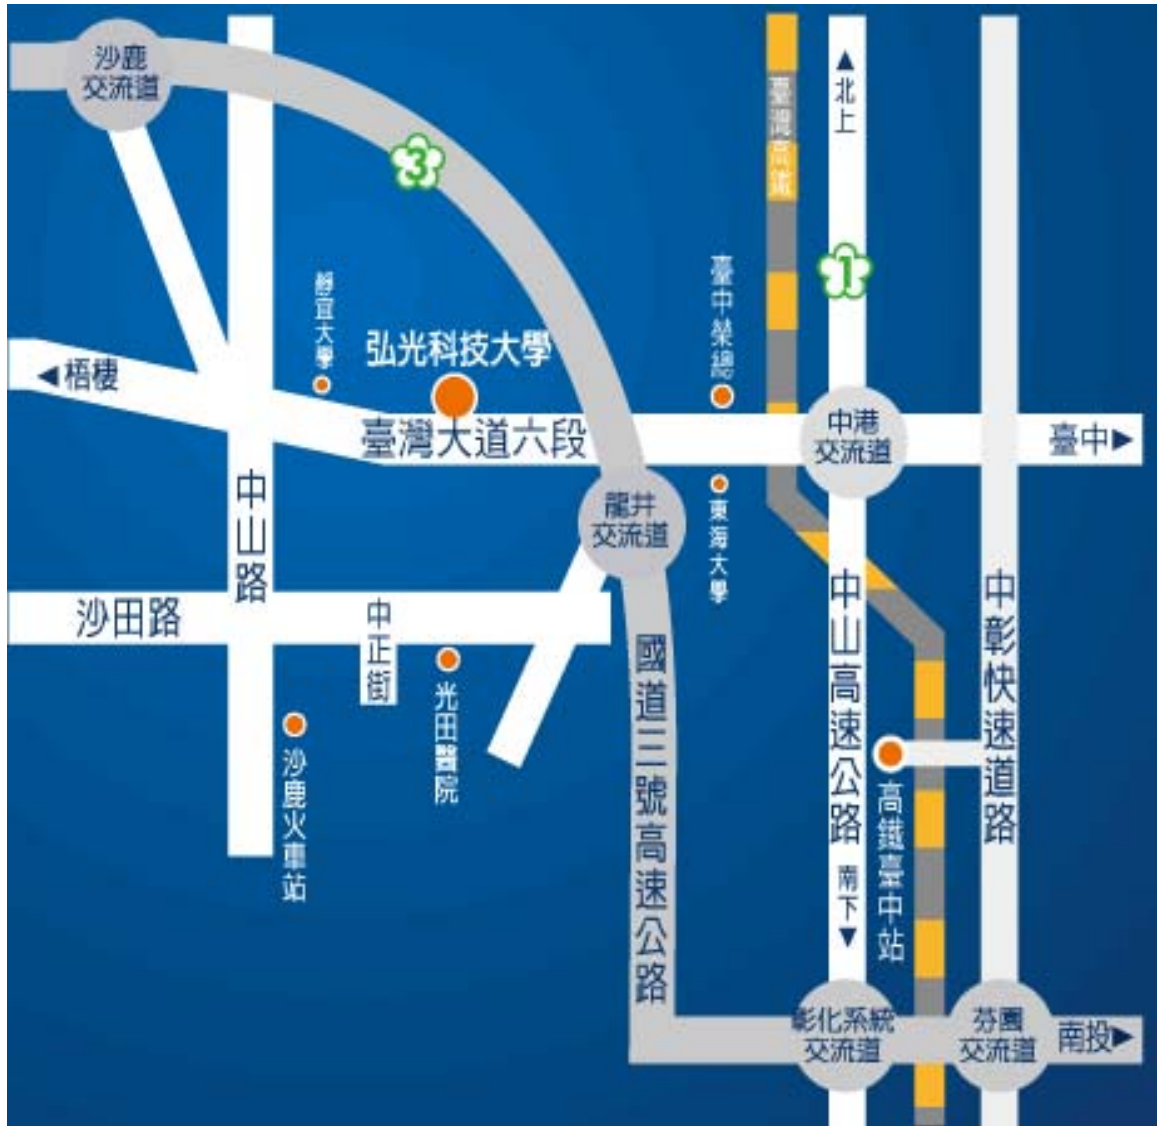 沙鹿
交流道
3
臺灣高鐵
北上
1
靜宜大學
弘光科技大學
臺中榮總
梧棲
臺灣大道六段
中港
交流道
臺中
中山路
龍井
交流道
東海大學
沙田路
中正街
光田醫院
沙鹿火車站
國道三號高速公路
中山高速公路
南下
中彰快速道路
高鐵臺中站
彰化系統
交流道
芬園
交流道
南投